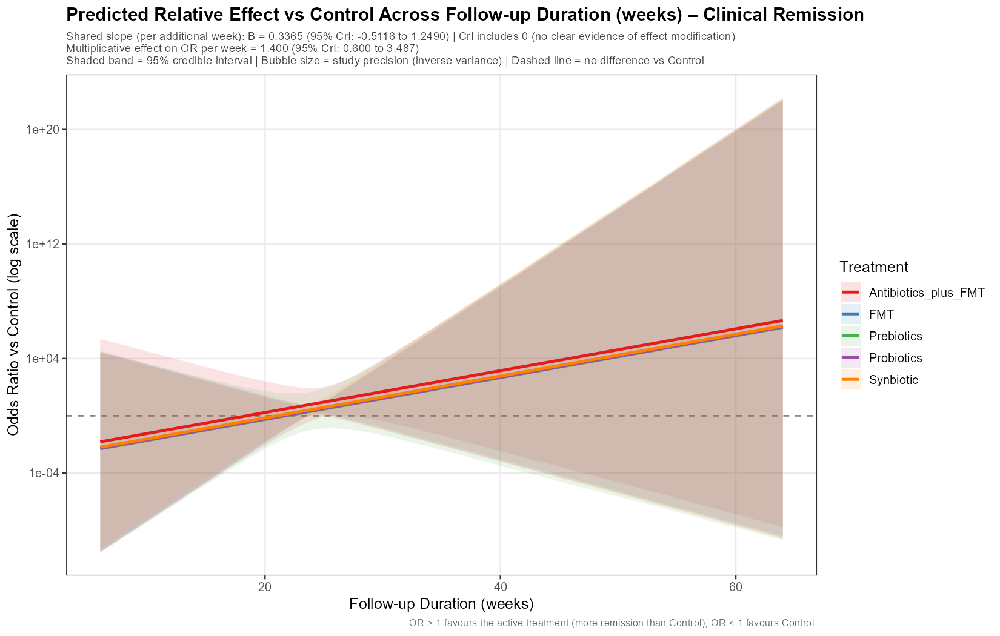 Predicted Relative Effect vs Control Across Follow-up Duration (weeks) – Clinical Remission
Shared slope (per additional week): B = 0.3365 (95% CrI: -0.5116 to 1.2490) | CrI includes 0 (no clear evidence of effect modification)
Multiplicative effect on OR per week = 1.400 (95% CrI: 0.600 to 3.487)
Shaded band = 95% credible interval | Bubble size = study precision (inverse variance) | Dashed line = no difference vs Control
Odds Ratio vs Control (log scale)
1e+20
1e+12
1e+04
1e-04
20
40
60
Follow-up Duration (weeks)
Treatment
Antibiotics_plus_FMT
FMT
Prebiotics
Probiotics
Synbiotic
OR > 1 favours the active treatment (more remission than Control); OR < 1 favours Control.